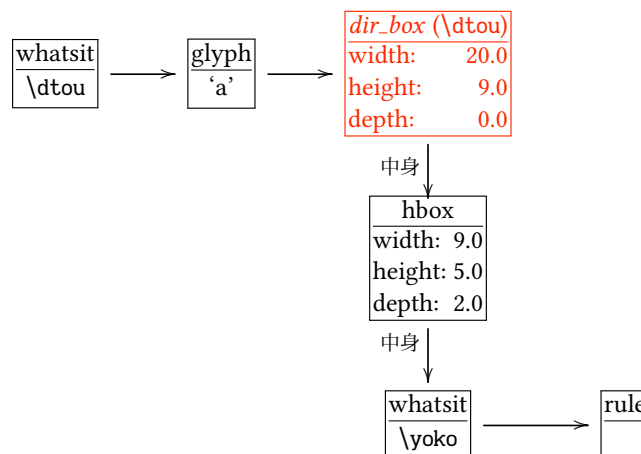 whatsit
\dtou
glyph
‘a’
dir_box (\dtou)
width: 20.0
height: 9.0
depth: 0.0
中身
hbox
width: 9.0
height: 5.0
depth: 2.0
中身
whatsit
\yoko
rule